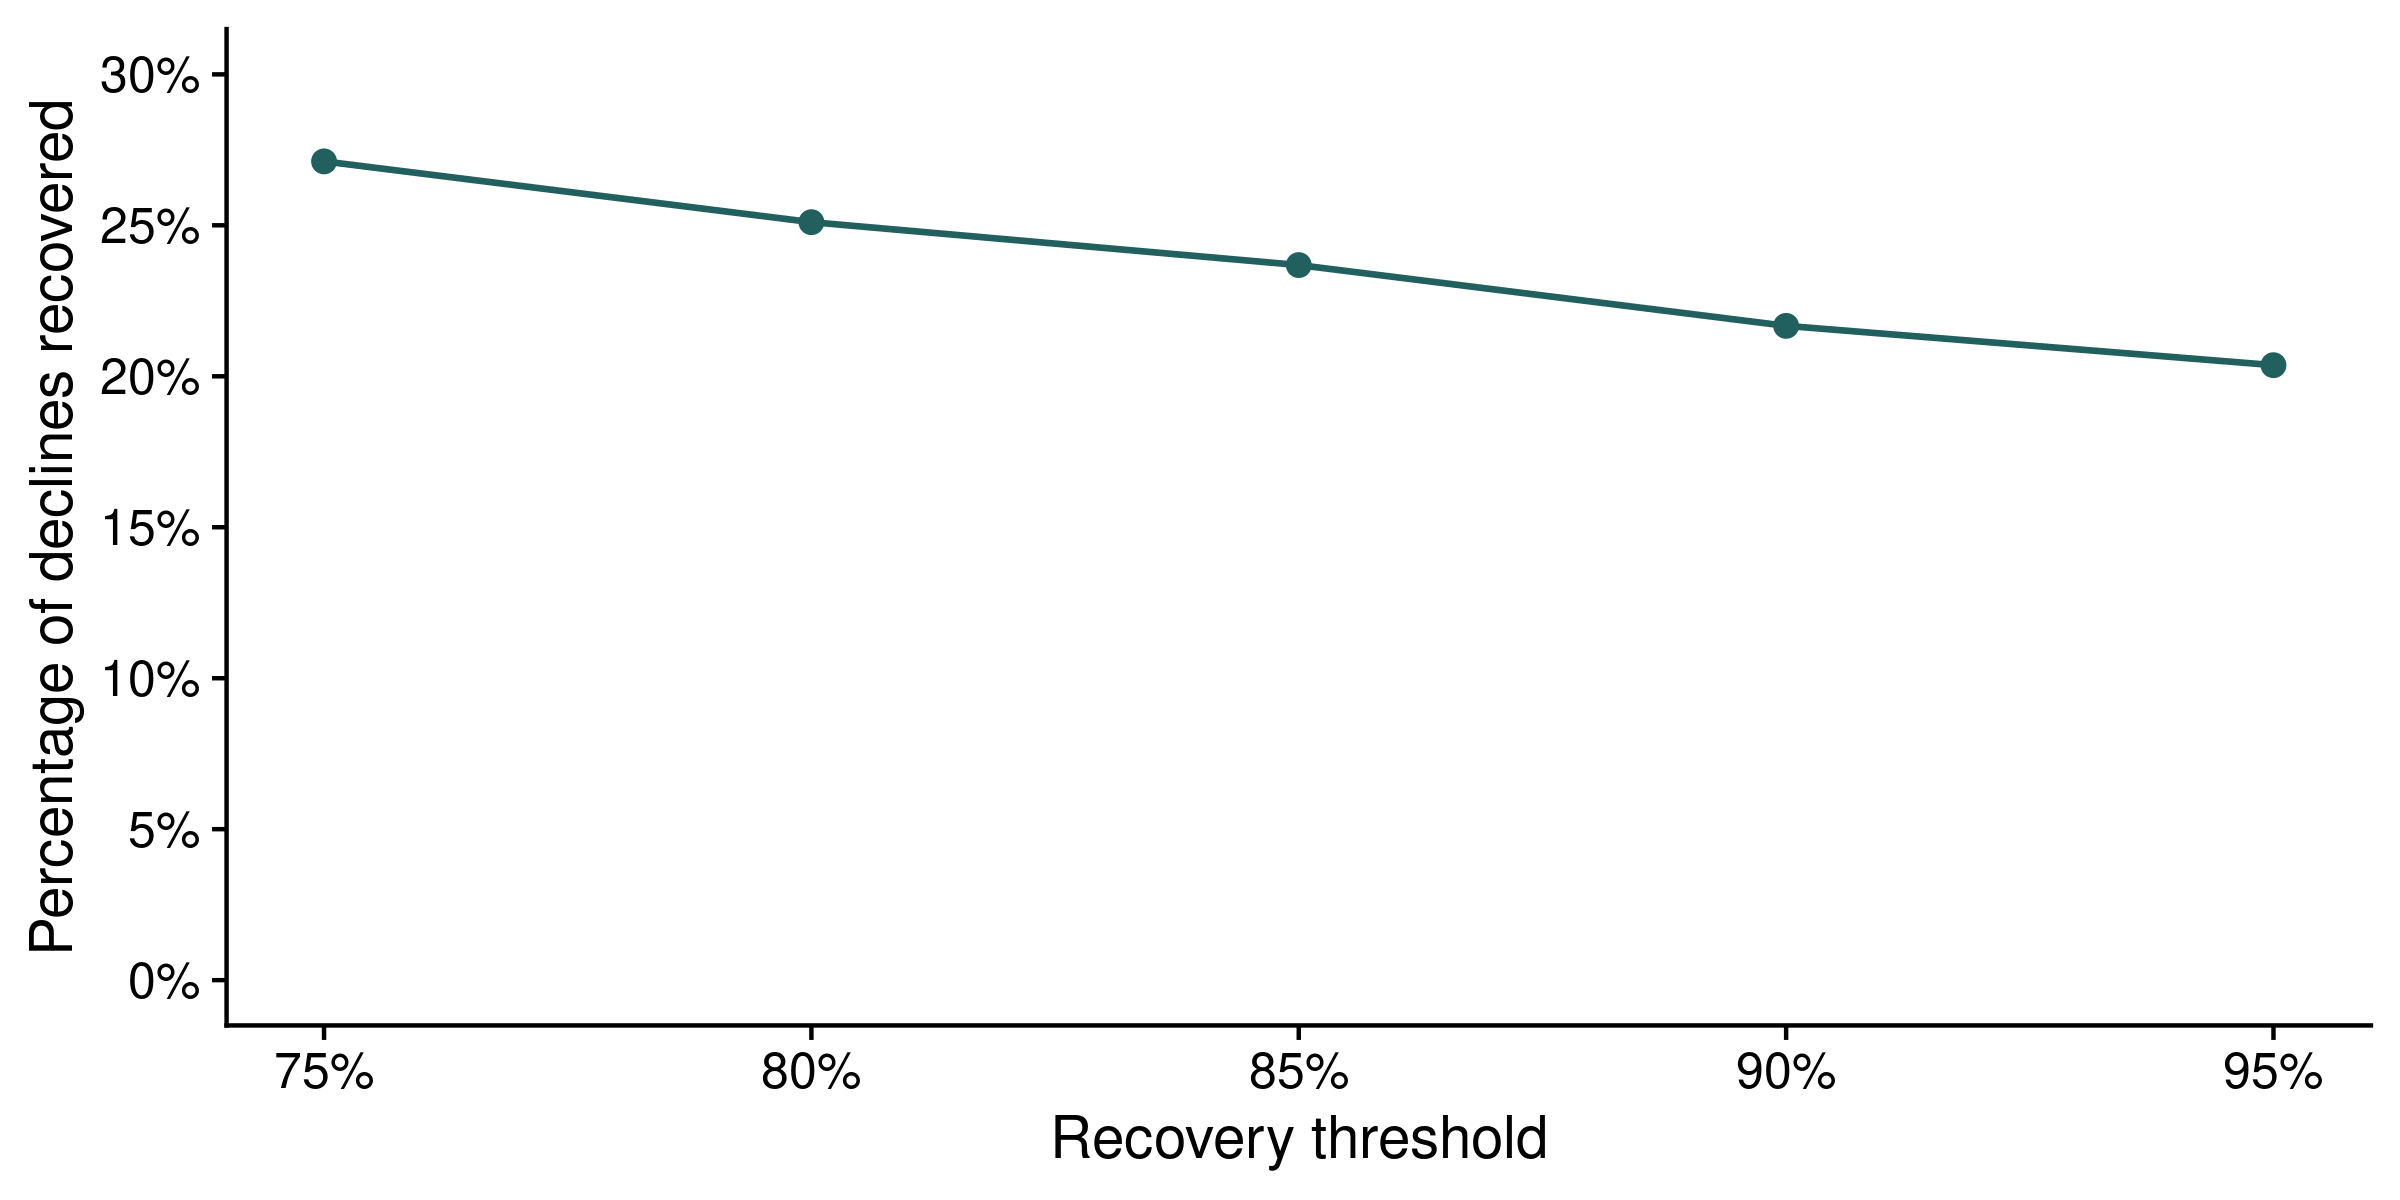 Percentage of declines recovered
30%
25%
20%
15%
10%
5%
0%
75% 80% 85% 90% 95%
Recovery threshold